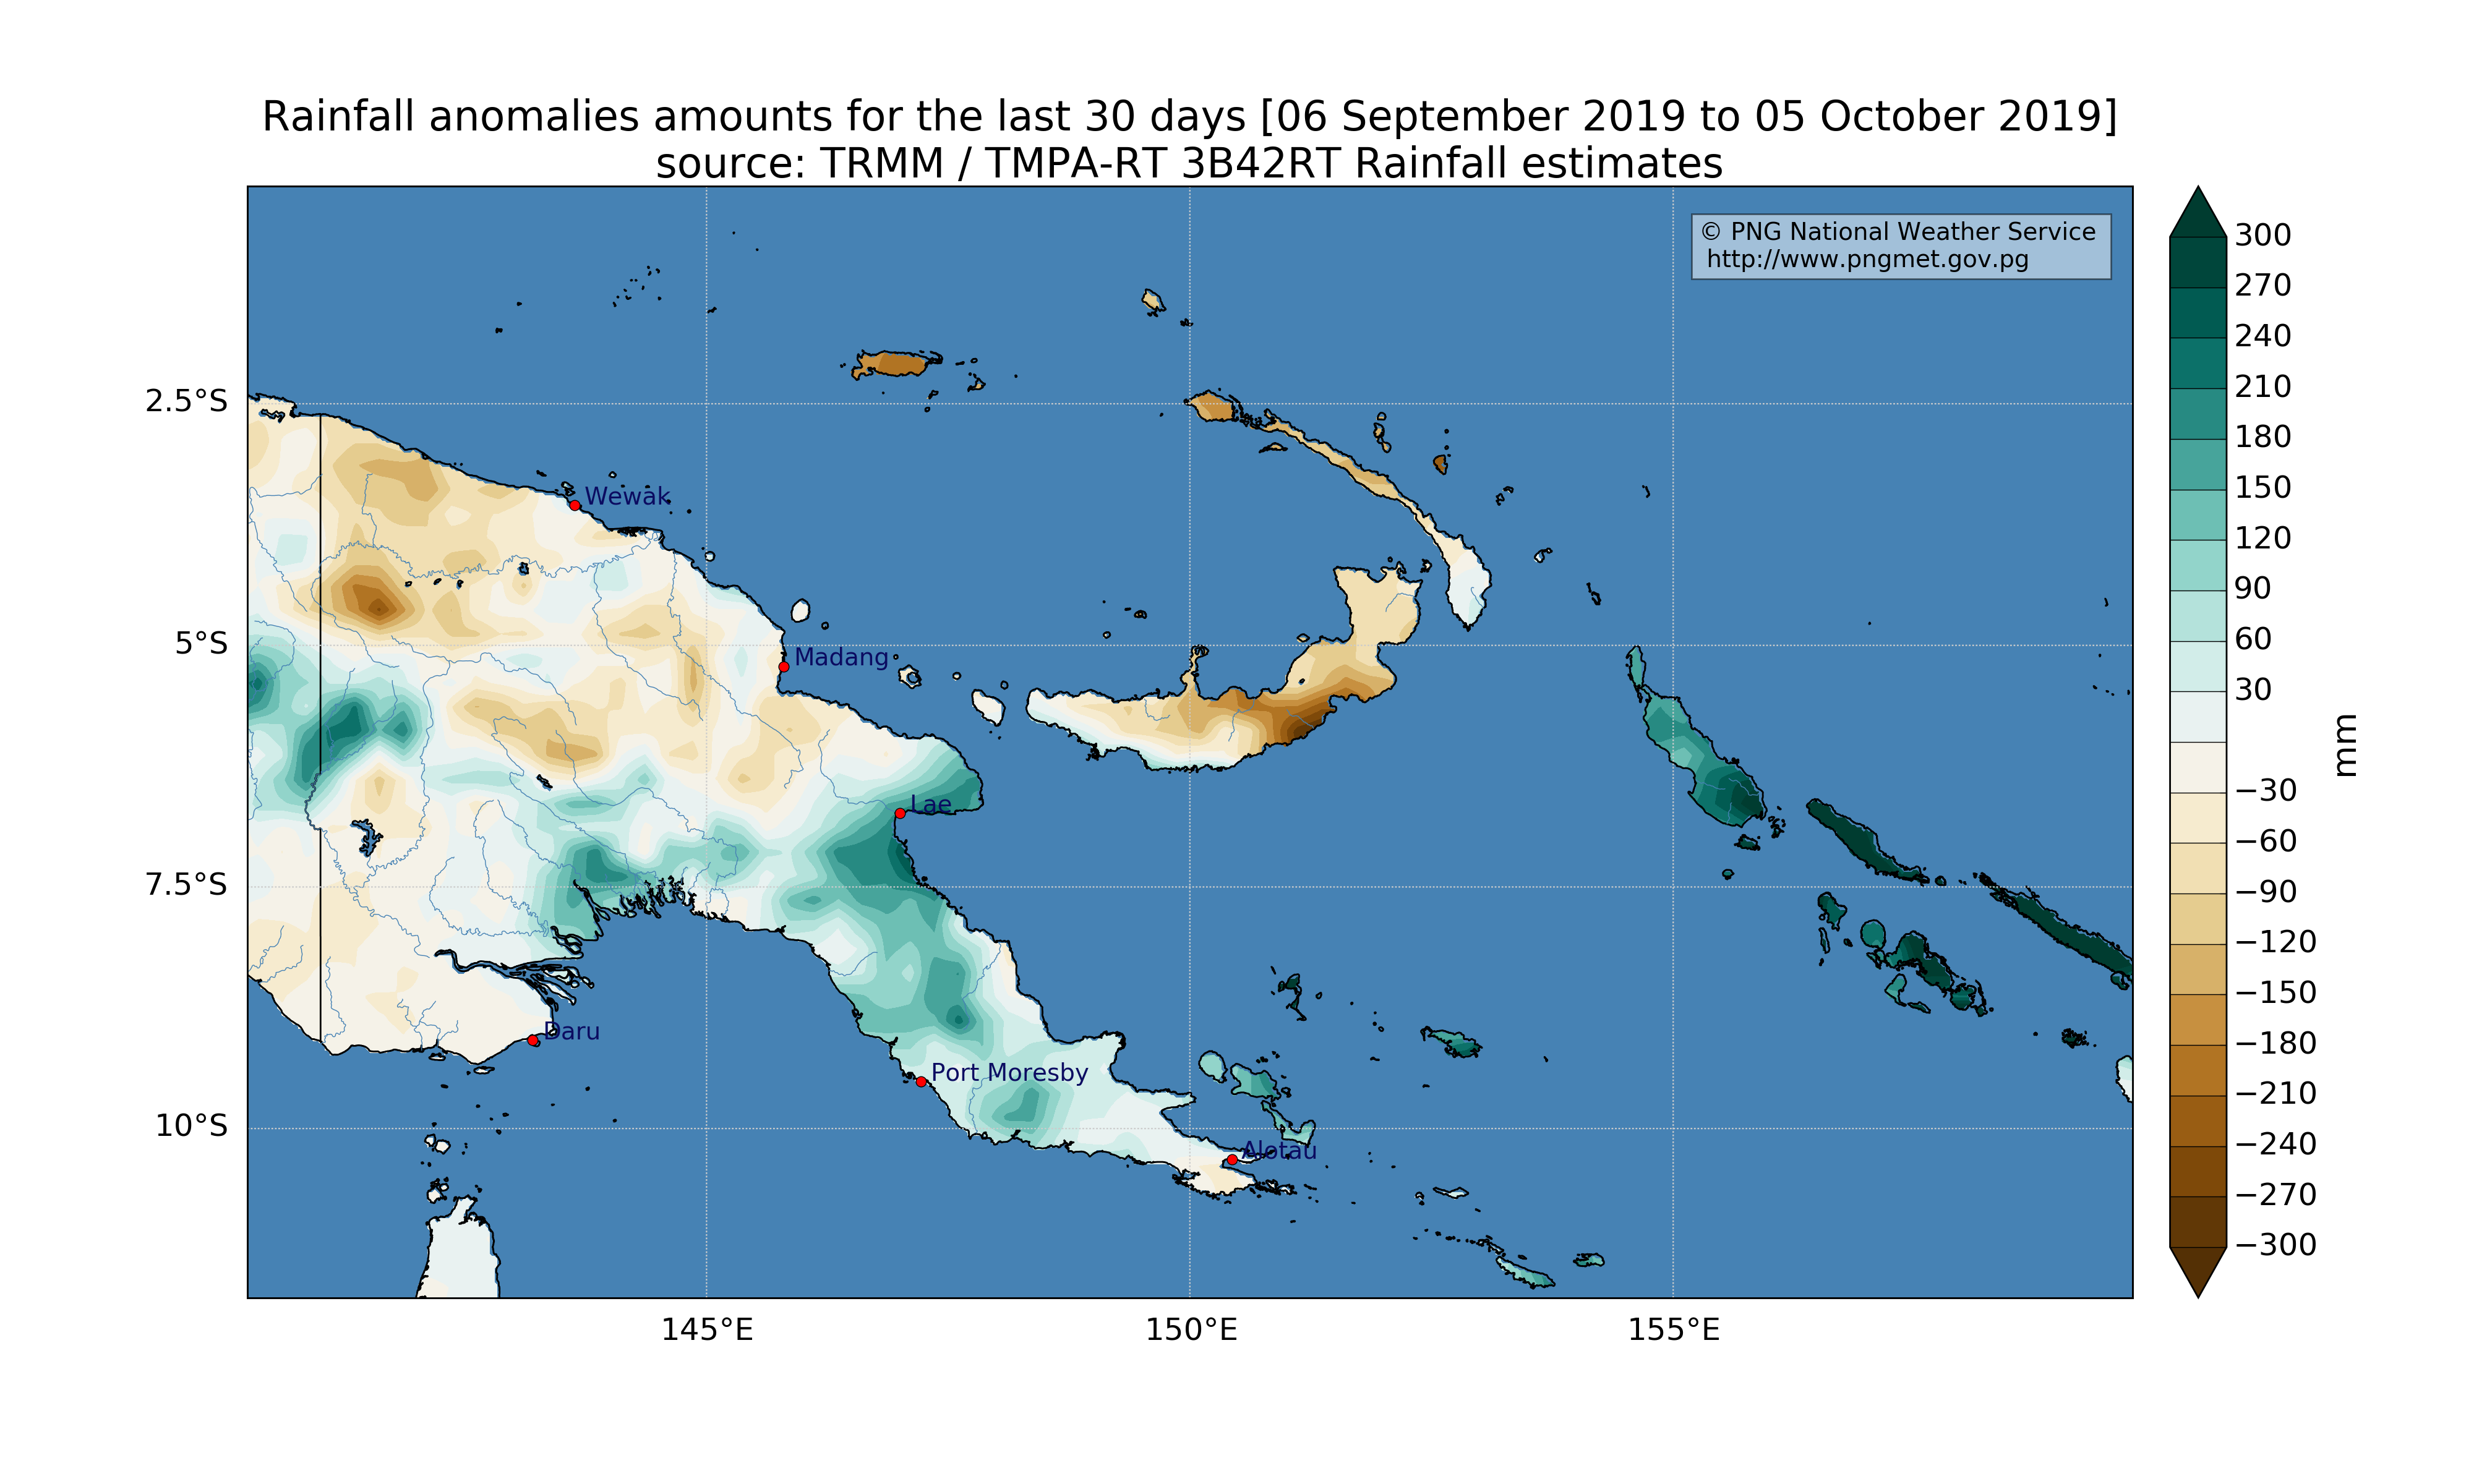 Rainfall anomalies amounts for the last 30 days [06 September 2019 to 05 October 2019]
source: TRMM / TMPA-RT 3B42RT Rainfall estimates
© PNG National Weather Service
http://www.pngmet.gov.pg
300
270
240
210
180
150
120
90
60
30
−30
−60
−90
−120
−150
−180
−210
−240
−270
−300
mm
2.5°S
5°S
7.5°S
10°S
Wewak
Madang
Lae
Daru
Port Moresby
Alotau
145°E
150°E
155°E